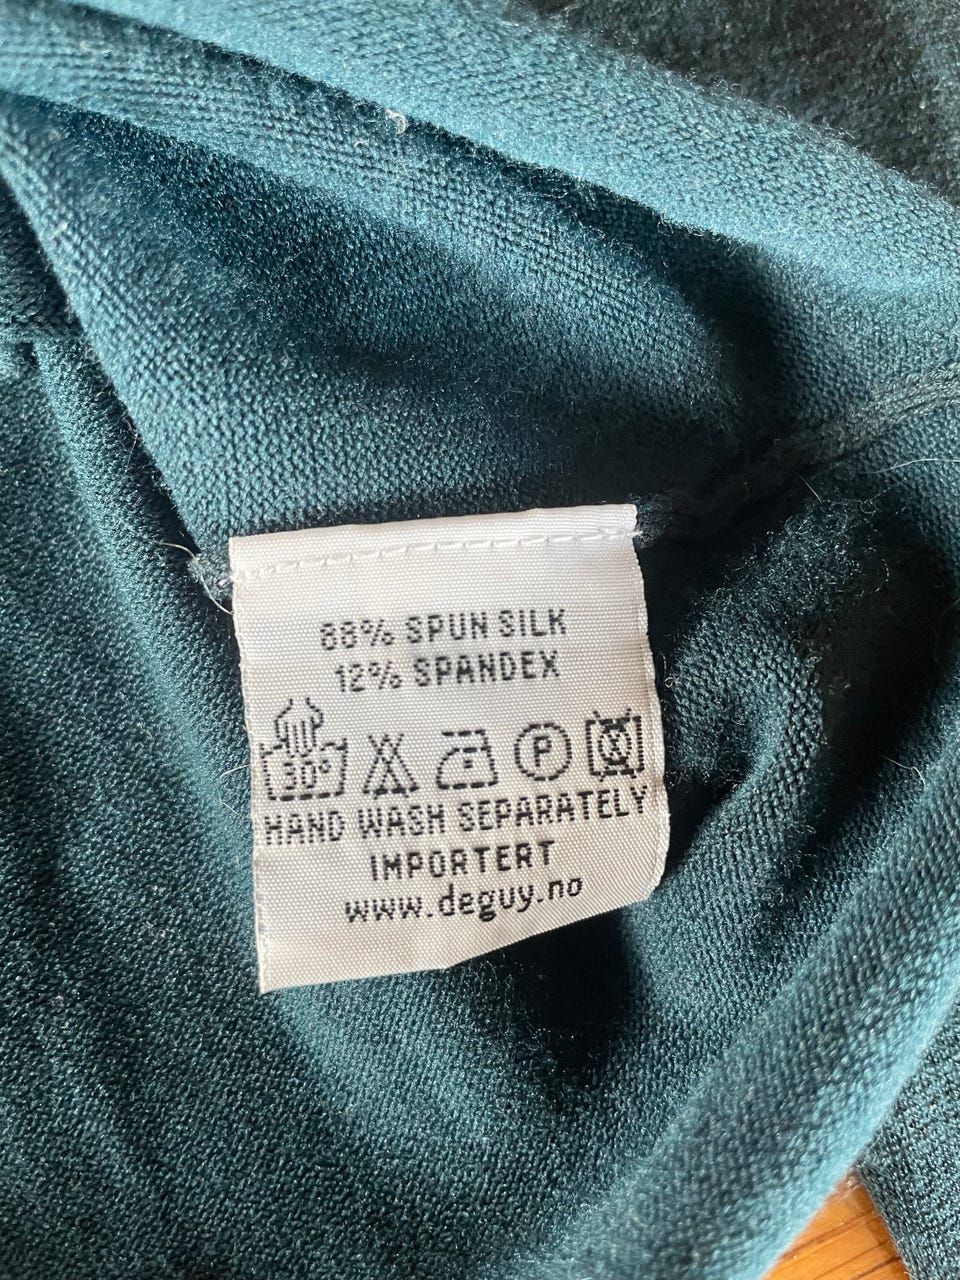 88% SPUN SILK
12% SPANDEX
30° P
HAND WASH SEPARATELY
IMPORTERT
www.deguy.no